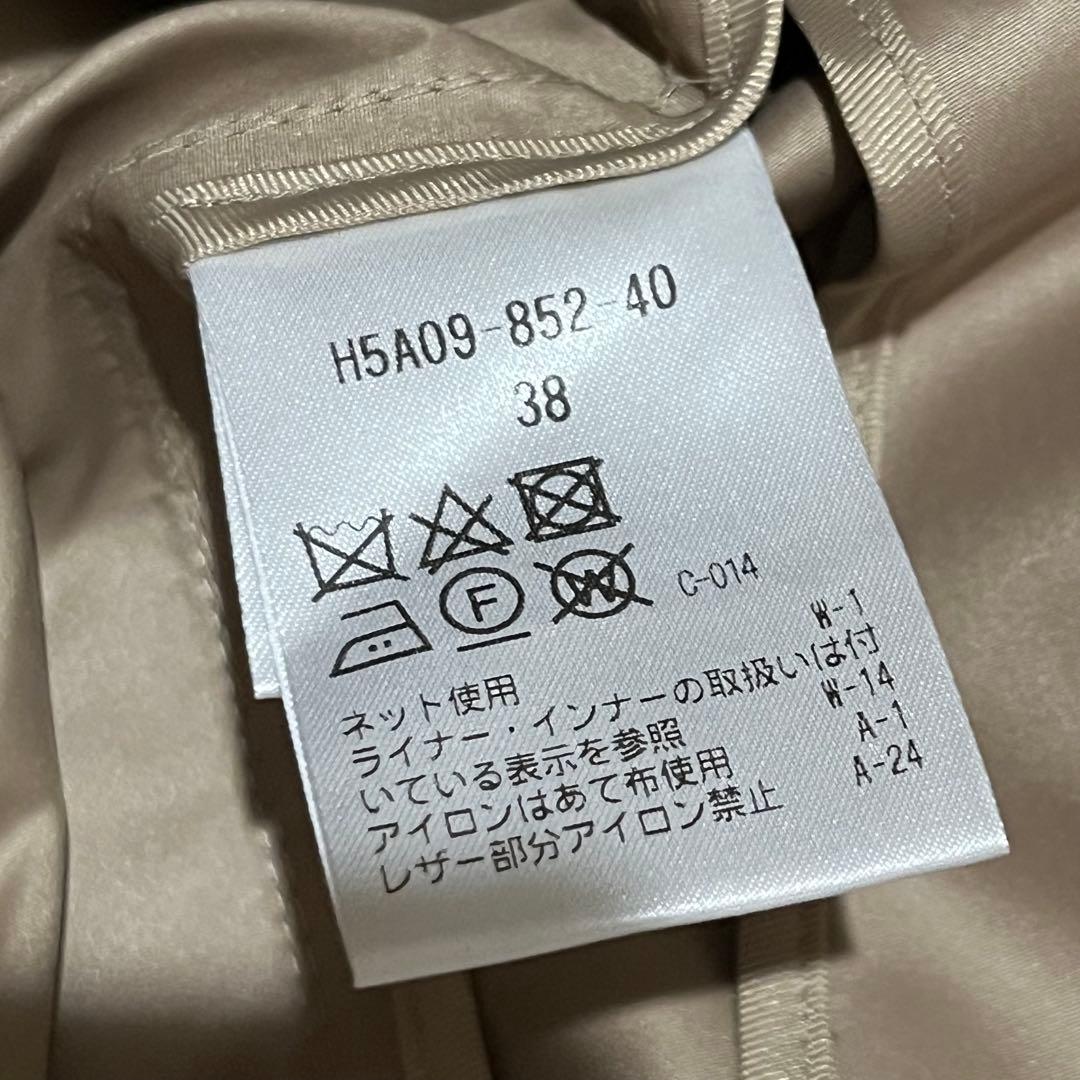 H5A09-852-40
38
F
W
C-014
ネット使用 W-1
ライナー・インナーの取扱いは付
いている表示を参照 W-14
アイロンはあて布使用 A-1
レザー部分アイロン禁止 A-24